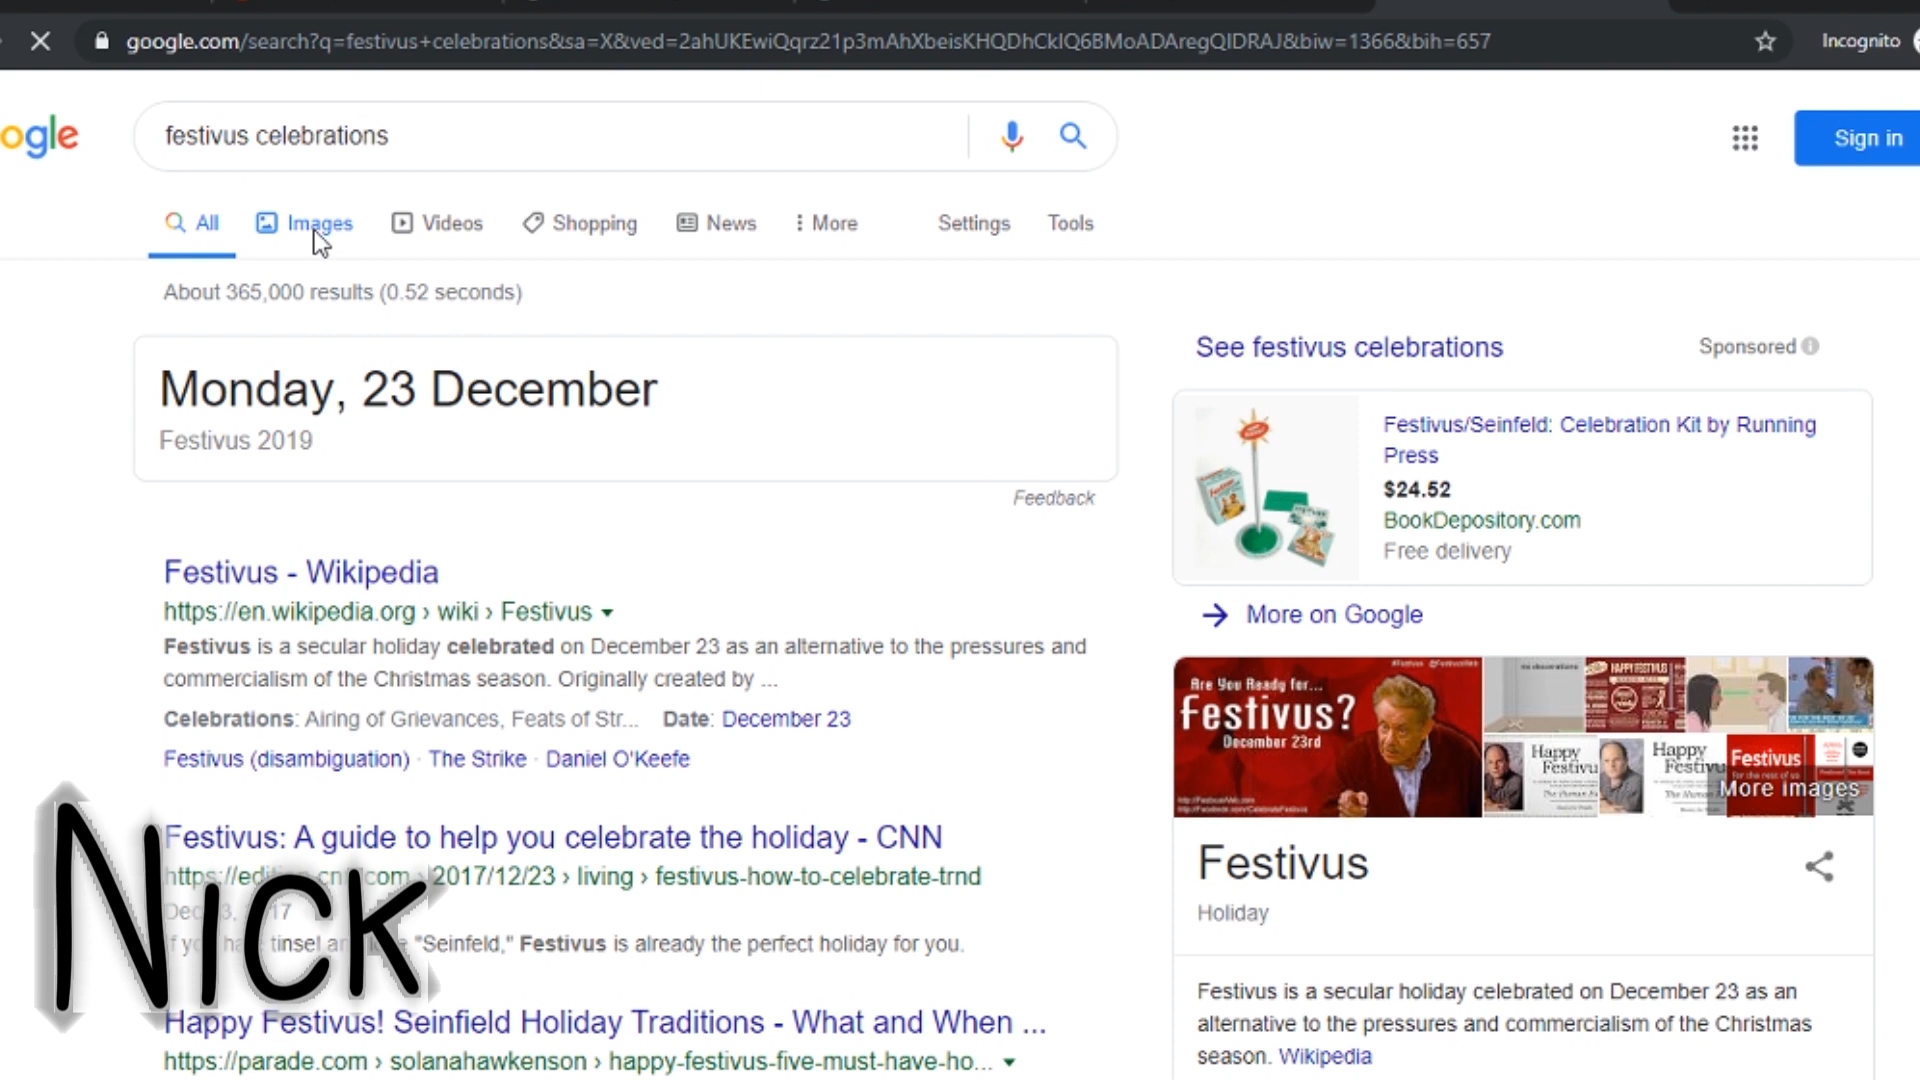 google.com/search?q=festivus+celebrations&sa=X&ved=2ahUKEwiQqrz21p3mAhXbeisKHQDhCkIQ6BMoADAregQIDRAJ&biw=1366&bih=657
Incognito
ogle
festivus celebrations
Sign in
All
Images
Videos
Shopping
News
More
Settings
Tools
About 365,000 results (0.52 seconds)
Monday, 23 December
Festivus 2019
Feedback
Festivus - Wikipedia
https://en.wikipedia.org › wiki › Festivus
Festivus is a secular holiday celebrated on December 23 as an alternative to the pressures and
commercialism of the Christmas season. Originally created by ...
Celebrations: Airing of Grievances, Feats of Str... Date: December 23
Festivus (disambiguation) · The Strike · Daniel O'Keefe
Festivus: A guide to help you celebrate the holiday - CNN
2017/12/23 › living › festivus-how-to-celebrate-trnd
"Seinfeld," Festivus is already the perfect holiday for you.
Nick
Happy Festivus! Seinfield Holiday Traditions - What and When ...
https://parade.com › solanahawkenson › happy-festivus-five-must-have-ho...
See festivus celebrations
Sponsored
Festivus/Seinfeld: Celebration Kit by Running
Press
$24.52
BookDepository.com
Free delivery
More on Google
Are You Ready for...
Festivus?
December 23rd
HAPPY FESTIVUS
Happy
Festivu
Happy
Festivu
Festivus
for the rest of us
More images
Festivus
Holiday
Festivus is a secular holiday celebrated on December 23 as an
alternative to the pressures and commercialism of the Christmas
season. Wikipedia